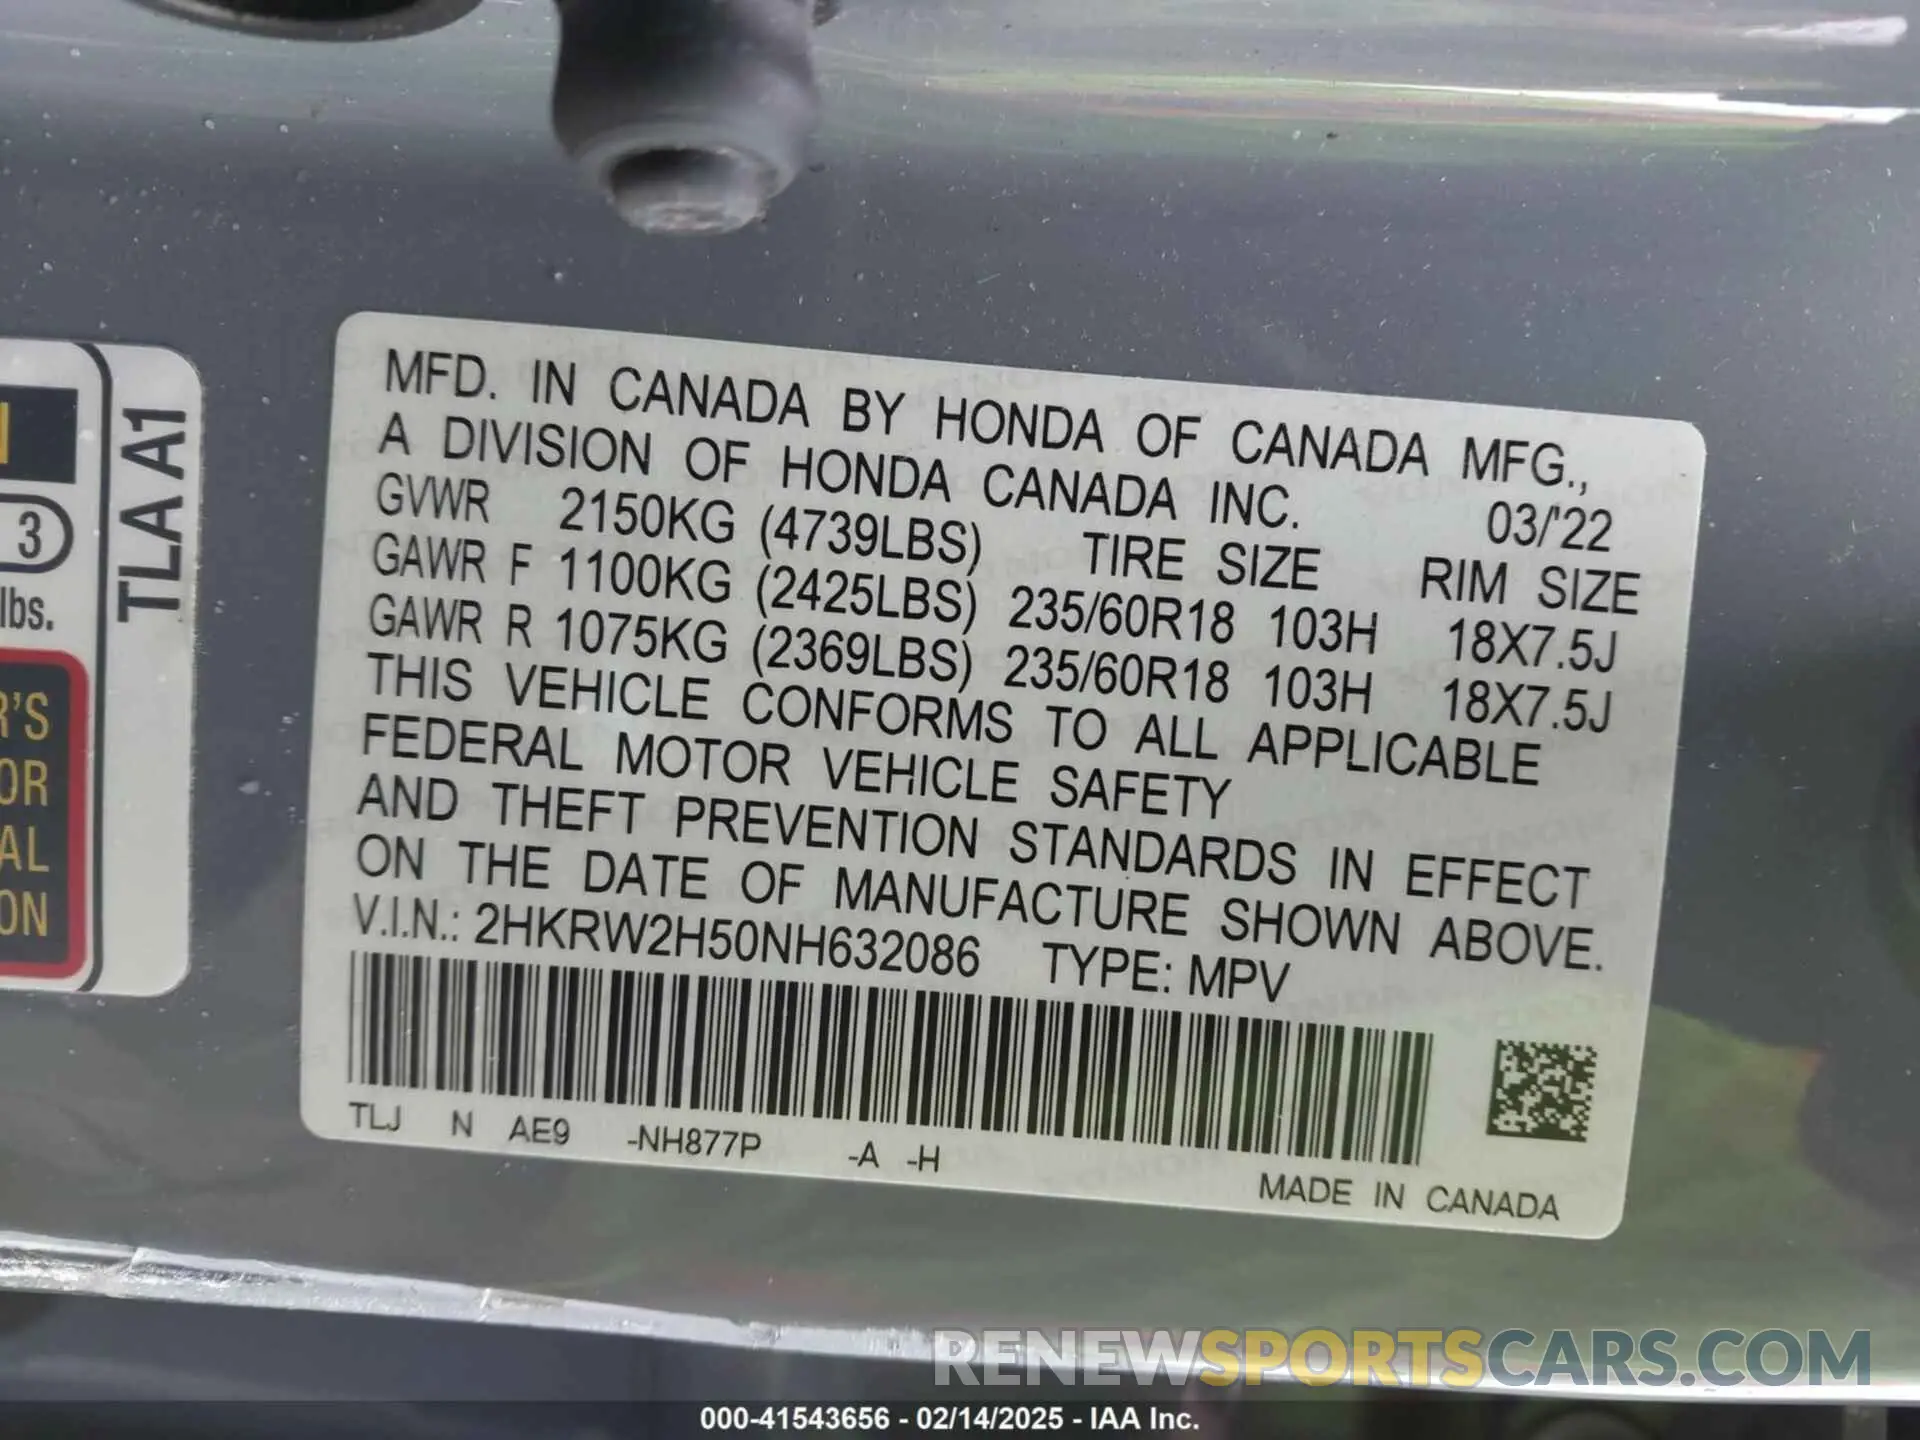 MFD. IN CANADA BY HONDA OF CANADA MFG.,
A DIVISION OF HONDA CANADA INC. 03/'22
GVWR 2150KG (4739LBS) TIRE SIZE RIM SIZE
GAWR F 1100KG (2425LBS) 235/60R18 103H 18X7.5J
GAWR R 1075KG (2369LBS) 235/60R18 103H 18X7.5J
THIS VEHICLE CONFORMS TO ALL APPLICABLE
FEDERAL MOTOR VEHICLE SAFETY
AND THEFT PREVENTION STANDARDS IN EFFECT
ON THE DATE OF MANUFACTURE SHOWN ABOVE.
V.I.N.: 2HKRW2H50NH632086 TYPE: MPV
TLJ N AE9 -NH877P -A -H
MADE IN CANADA
TLA A1
3
lbs.
R'S
OR
AL
ON
RENEWSPORTSCARS.COM
000-41543656 - 02/14/2025 - IAA Inc.